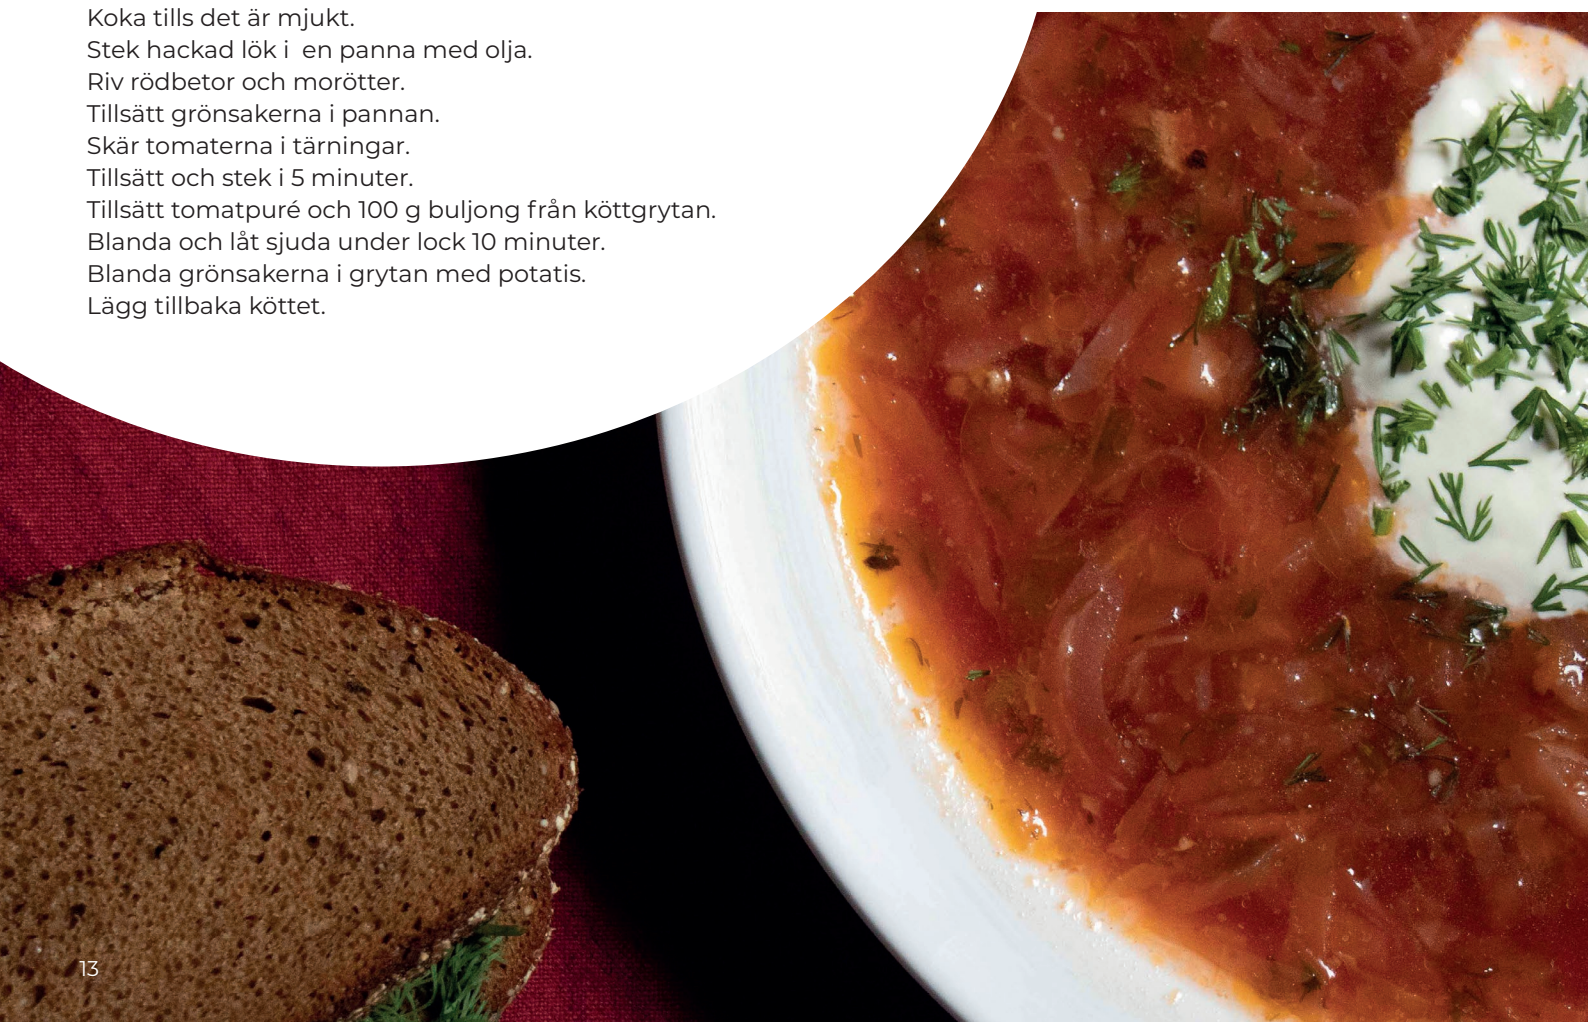 Koka tills det är mjukt.
Stek hackad lök i  en panna med olja.
Riv rödbetor och morötter.
Tillsätt grönsakerna i pannan.
Skär tomaterna i tärningar.
Tillsätt och stek i 5 minuter.
Tillsätt tomatpuré och 100 g buljong från köttgrytan.
Blanda och låt sjuda under lock 10 minuter.
Blanda grönsakerna i grytan med potatis.
Lägg tillbaka köttet.
13